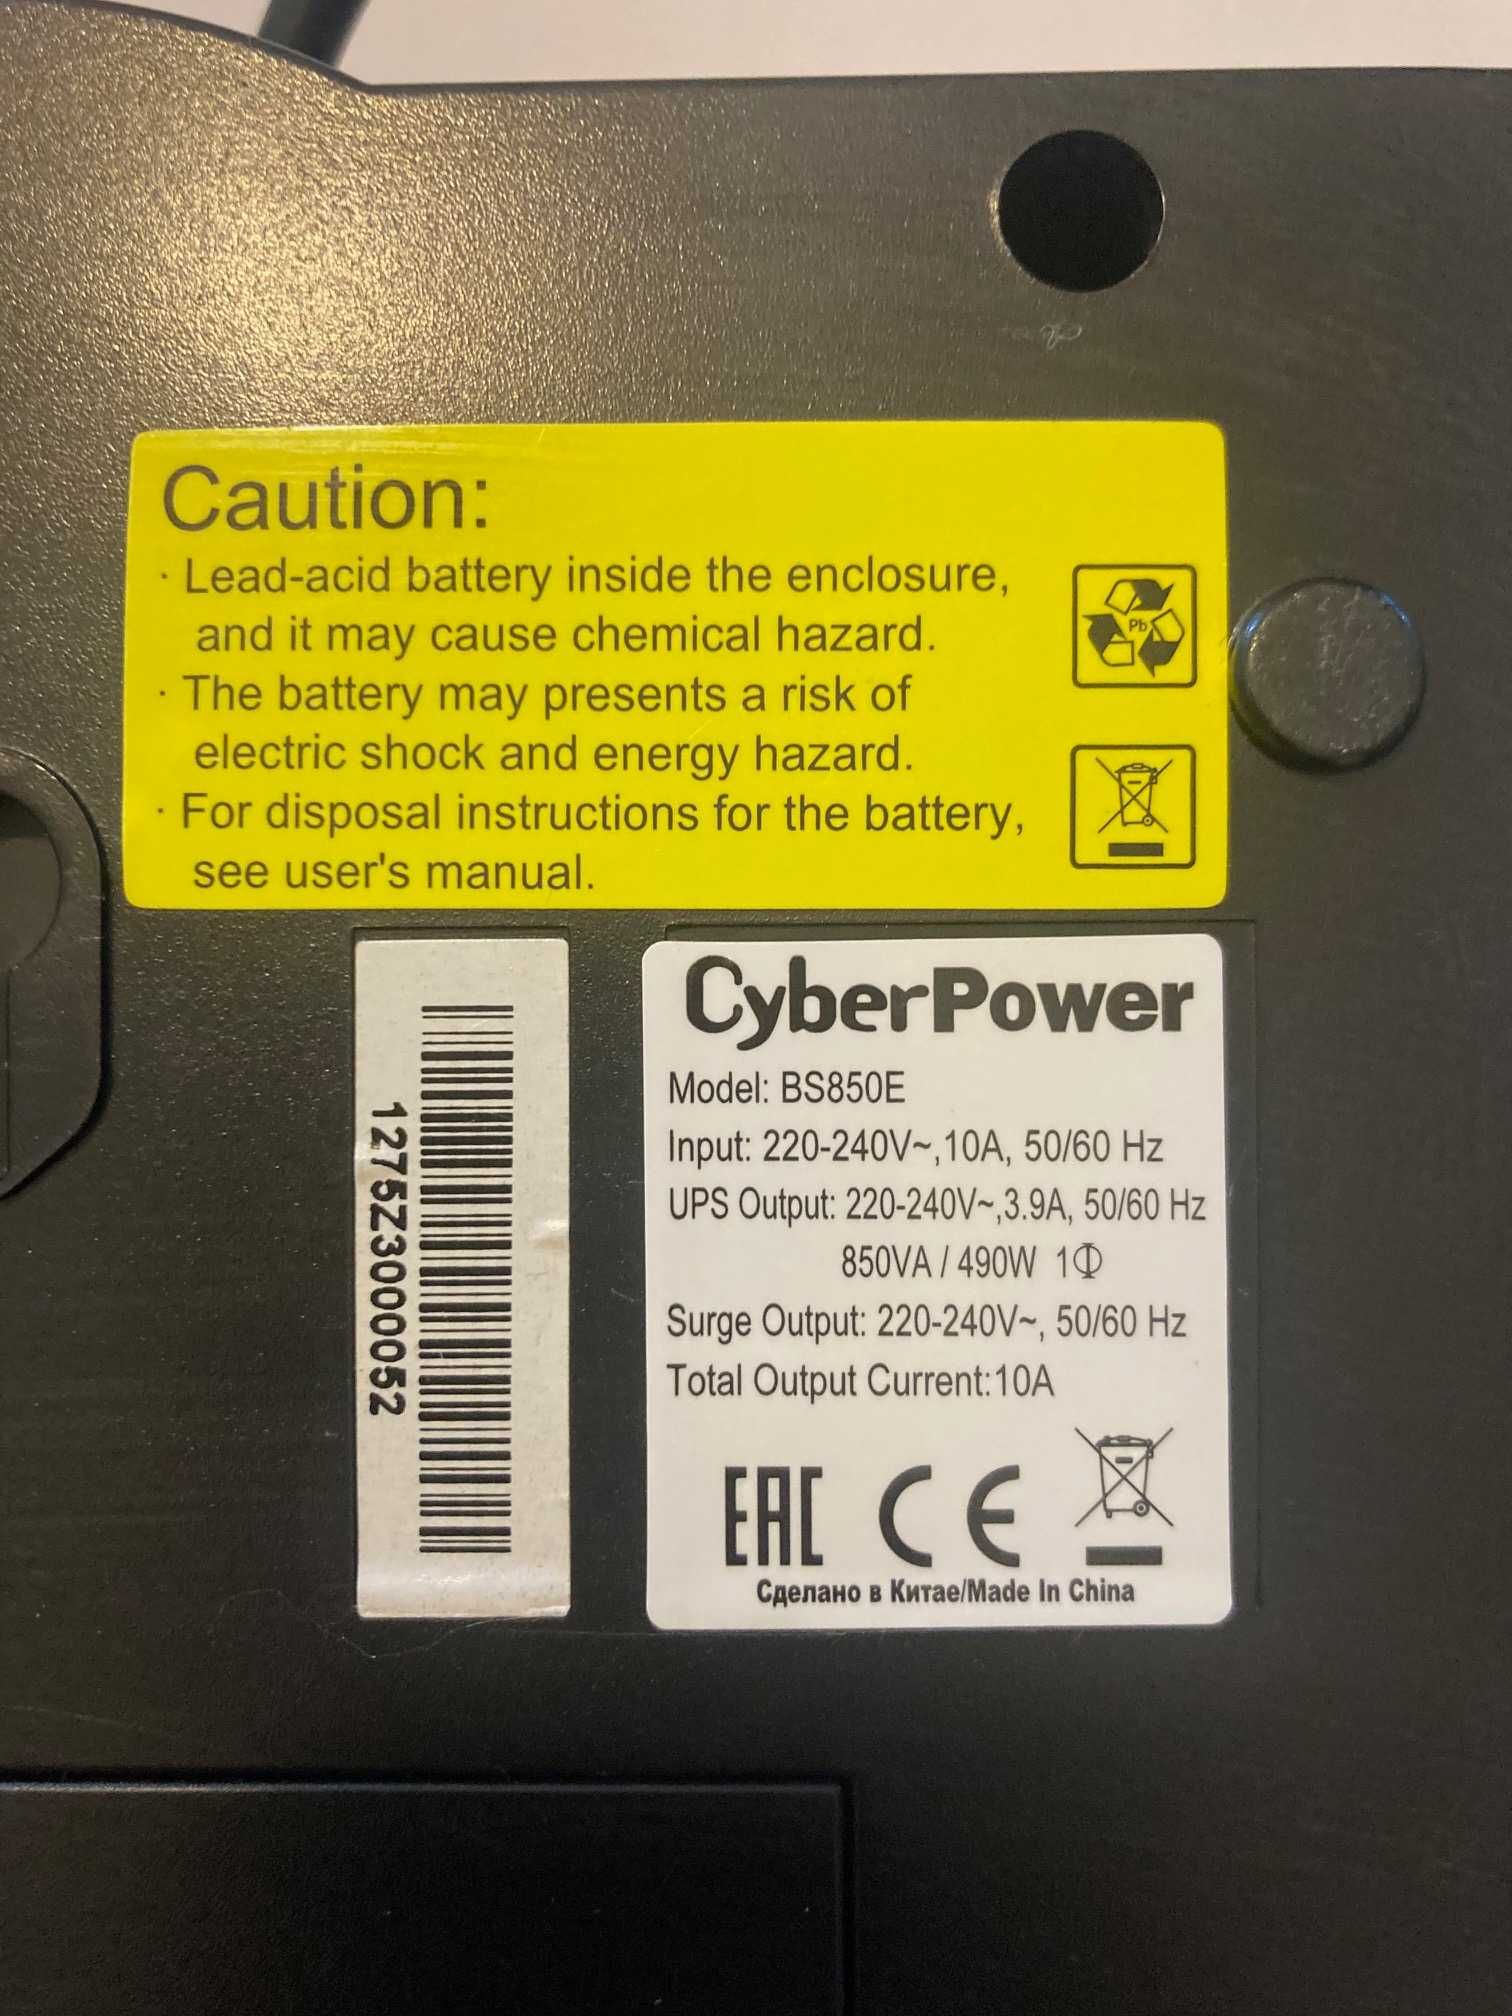 Caution:
· Lead-acid battery inside the enclosure,
and it may cause chemical hazard.
· The battery may presents a risk of
electric shock and energy hazard.
· For disposal instructions for the battery,
see user's manual.
Pb
1275Z3000052
CyberPower
Model: BS850E
Input: 220-240V~,10A, 50/60 Hz
UPS Output: 220-240V~,3.9A, 50/60 Hz
850VA / 490W 1Φ
Surge Output: 220-240V~, 50/60 Hz
Total Output Current:10A
EAC CE
Сделано в Китае/Made In China